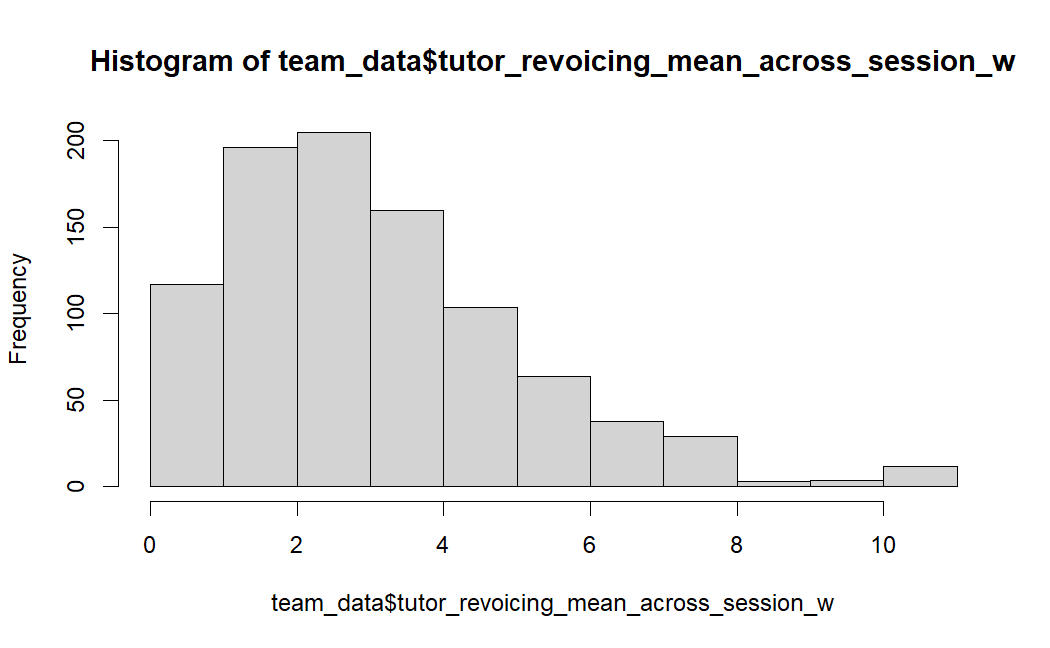 Histogram of team_data$tutor_revoicing_mean_across_session_w
Frequency
200
150
100
50
0
0 2 4 6 8 10
team_data$tutor_revoicing_mean_across_session_w